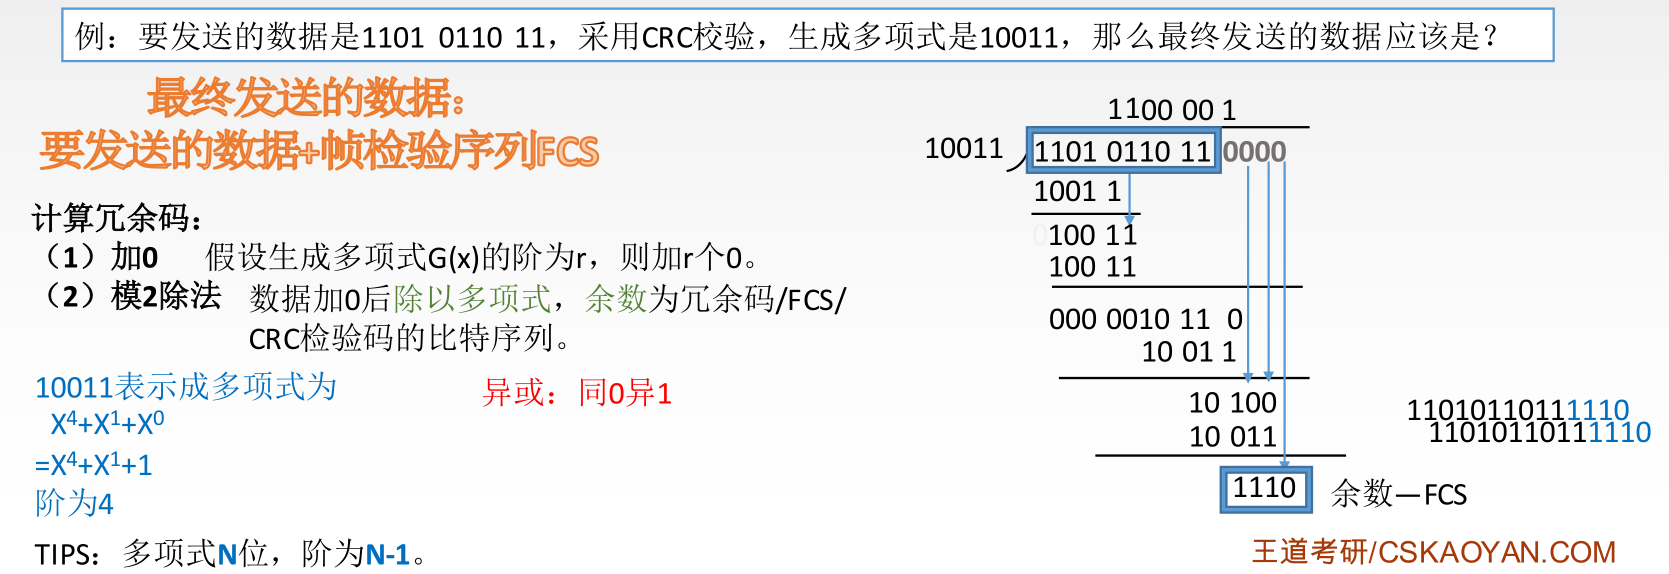 例：要发送的数据是1101 0110 11，采用CRC校验，生成多项式是10011，那么最终发送的数据应该是？
最终发送的数据：
要发送的数据+帧检验序列FCS
计算冗余码：
（1）加0 假设生成多项式G(x)的阶为r，则加r个0。
（2）模2除法 数据加0后除以多项式，余数为冗余码/FCS/
CRC检验码的比特序列。
10011表示成多项式为
X⁴+X¹+X⁰
=X⁴+X¹+1
阶为4
TIPS：多项式N位，阶为N-1。
异或：同0异1
1100 00 1
10011 1101 0110 11 0000
1001 1
0100 11
100 11
000 0010 11 0
10 01 1
10 100
10 011
1110 余数—FCS
11010110111110
11010110111110
王道考研/CSKAOYAN.COM